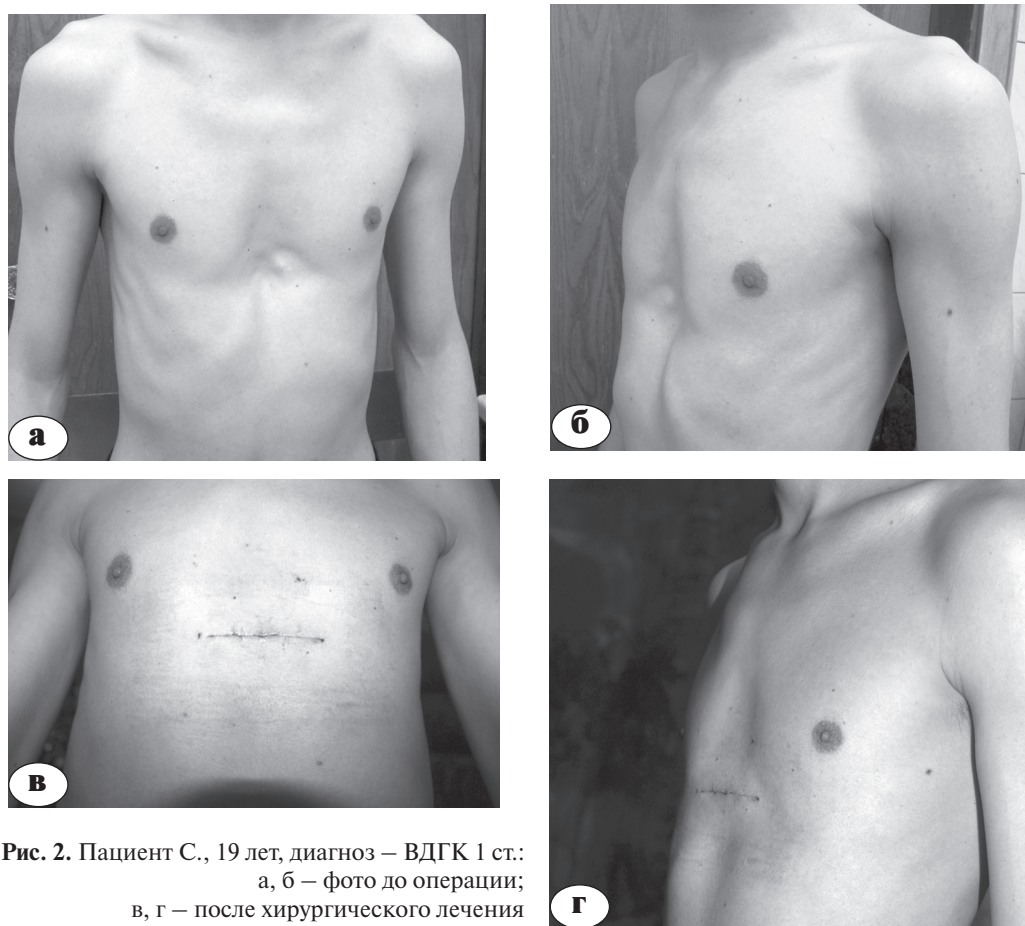 а
б
в
г
Рис. 2. Пациент С., 19 лет, диагноз – ВДГК 1 ст.:
а, б – фото до операции;
в, г – после хирургического лечения